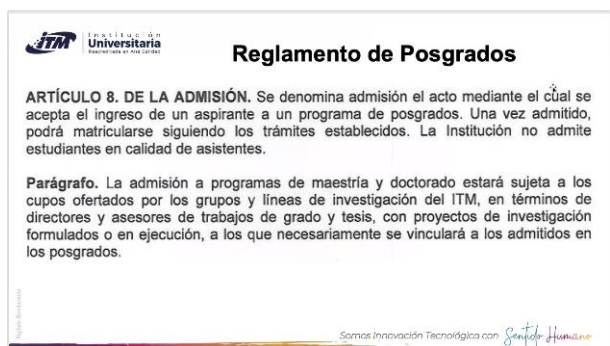 iTM
Institución
Universitaria
Reacreditada en Alta Calidad
Reglamento de Posgrados
ARTÍCULO 8. DE LA ADMISIÓN. Se denomina admisión el acto mediante el cual se
acepta el ingreso de un aspirante a un programa de posgrados. Una vez admitido,
podrá matricularse siguiendo los trámites establecidos. La Institución no admite
estudiantes en calidad de asistentes.
Parágrafo. La admisión a programas de maestría y doctorado estará sujeta a los
cupos ofertados por los grupos y líneas de investigación del ITM, en términos de
directores y asesores de trabajos de grado y tesis, con proyectos de investigación
formulados o en ejecución, a los que necesariamente se vinculará a los admitidos en
los posgrados.
Somos Innovación Tecnológica con Sentido Humano